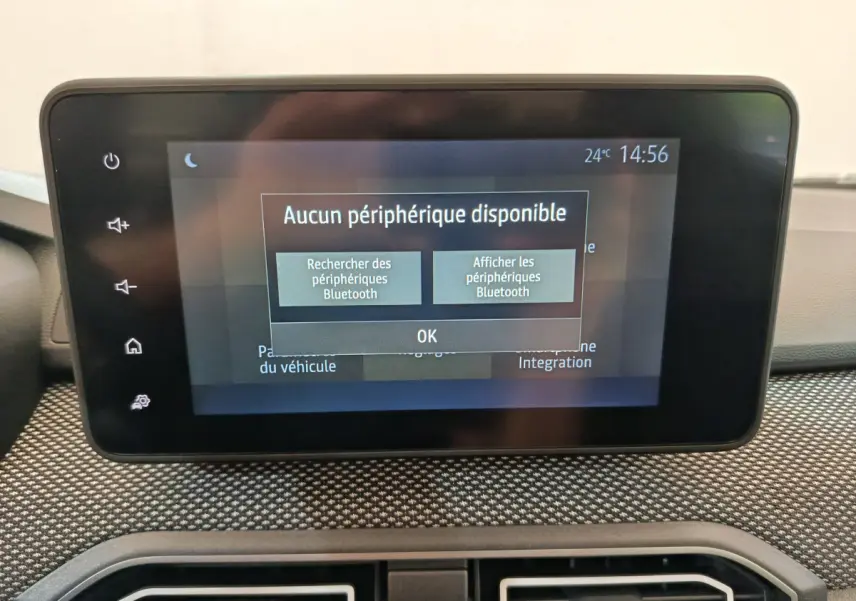 24°C 14:56
Aucun périphérique disponible
Rechercher des
périphériques
Bluetooth
Afficher les
périphériques
Bluetooth
OK
du véhicule
Integration